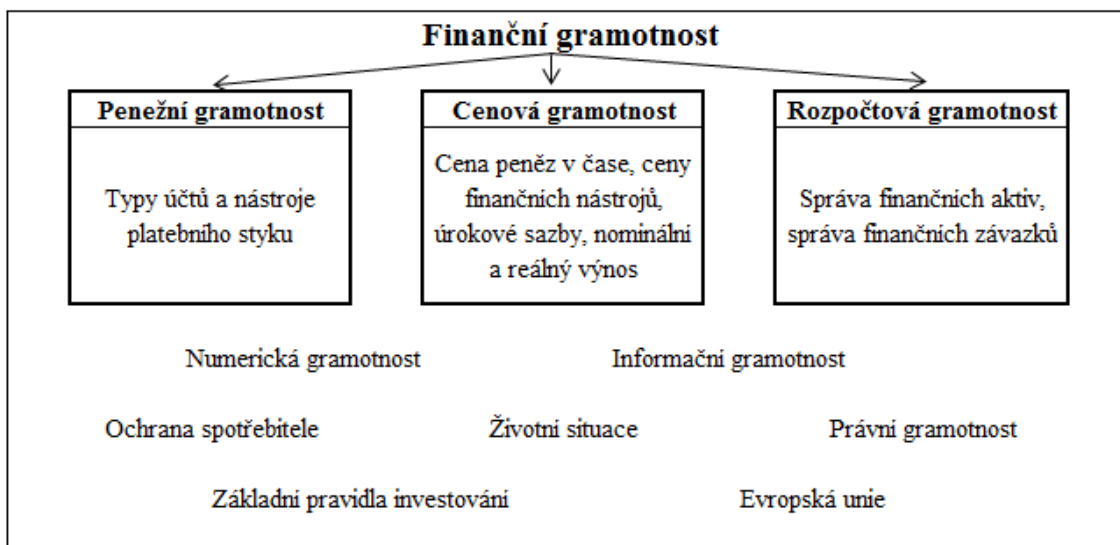 Finanční gramotnost
Penežní gramotnost
Cenová gramotnost
Rozpočtová gramotnost
Typy účtů a nástroje
platebního styku
Cena peněz v čase, ceny
finančních nástrojů,
úrokové sazby, nominální
a reálný výnos
Správa finančních aktiv,
správa finančních závazků
Numerická gramotnost
Informační gramotnost
Ochrana spotřebitele
Životní situace
Právní gramotnost
Základní pravidla investování
Evropská unie